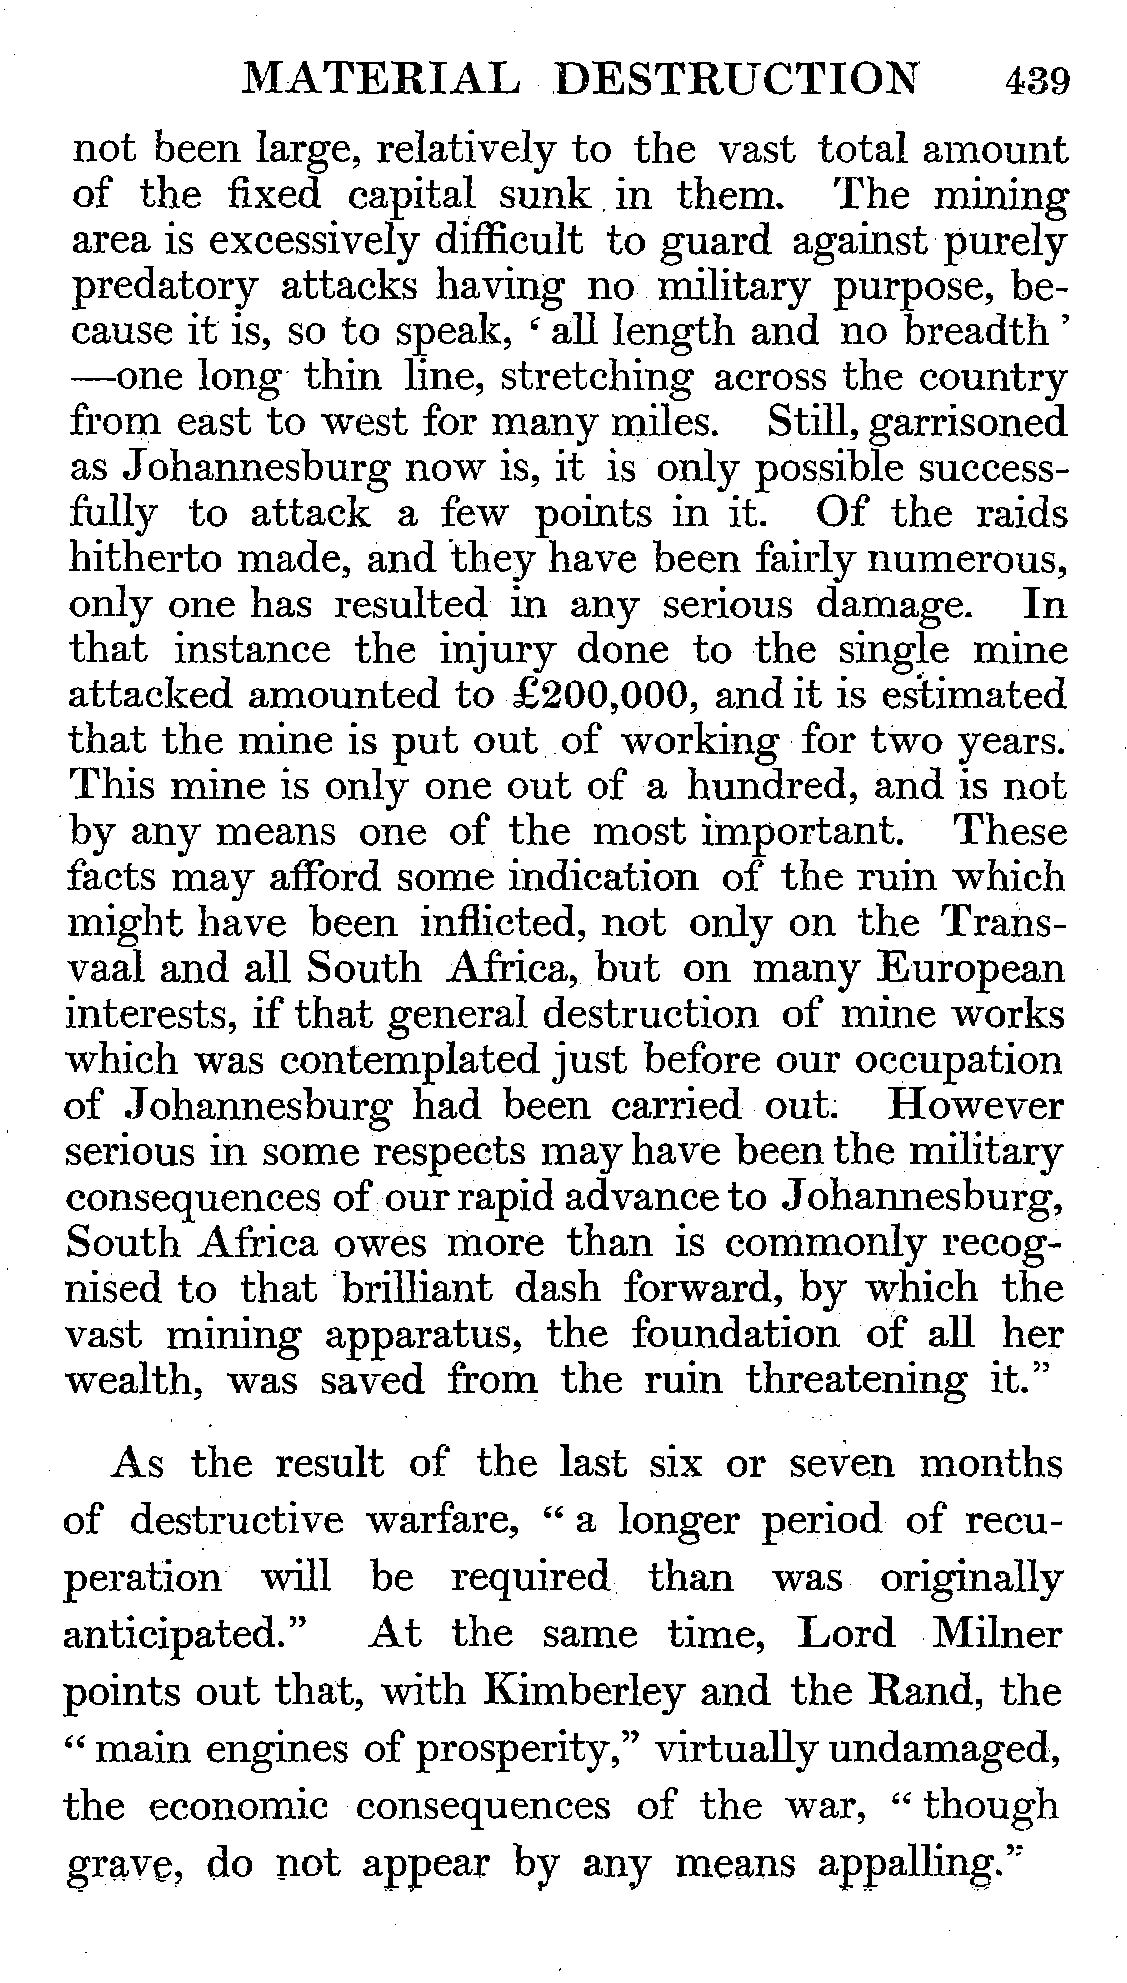 MATERIAL DESTRUCTION 439
not been large, relatively to the vast total amount
of the fixed capital sunk in them. The mining
area is excessively difficult to guard against purely
predatory attacks having no military purpose, be-
cause it is, so to speak, ‘all length and no breadth’
—one long thin line, stretching across the country
from east to west for many miles. Still, garrisoned
as Johannesburg now is, it is only possible success-
fully to attack a few points in it. Of the raids
hitherto made, and they have been fairly numerous,
only one has resulted in any serious damage. In
that instance the injury done to the single mine
attacked amounted to £200,000, and it is estimated
that the mine is put out of working for two years.
This mine is only one out of a hundred, and is not
by any means one of the most important. These
facts may afford some indication of the ruin which
might have been inflicted, not only on the Trans-
vaal and all South Africa, but on many European
interests, if that general destruction of mine works
which was contemplated just before our occupation
of Johannesburg had been carried out. However
serious in some respects may have been the military
consequences of our rapid advance to Johannesburg,
South Africa owes more than is commonly recog-
nised to that brilliant dash forward, by which the
vast mining apparatus, the foundation of all her
wealth, was saved from the ruin threatening it.”
As the result of the last six or seven months
of destructive warfare, “a longer period of recu-
peration will be required than was originally
anticipated.” At the same time, Lord Milner
points out that, with Kimberley and the Rand, the
“main engines of prosperity,” virtually undamaged,
the economic consequences of the war, “though
grave, do not appear by any means appalling.”